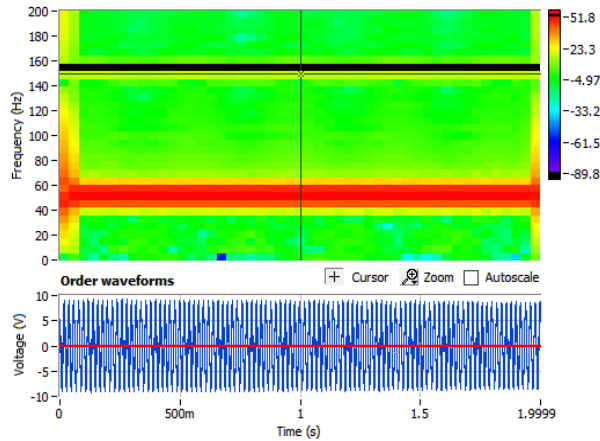 200
180
160
140
120
100
80
60
40
20
0
Frequency (Hz)
51.8
23.3
-4.97
-33.2
-61.5
-89.8
Order waveforms
Cursor
Zoom
Autoscale
10
5
0
-5
-10
Voltage (V)
0 500m 1 1.5 1.9999
Time (s)